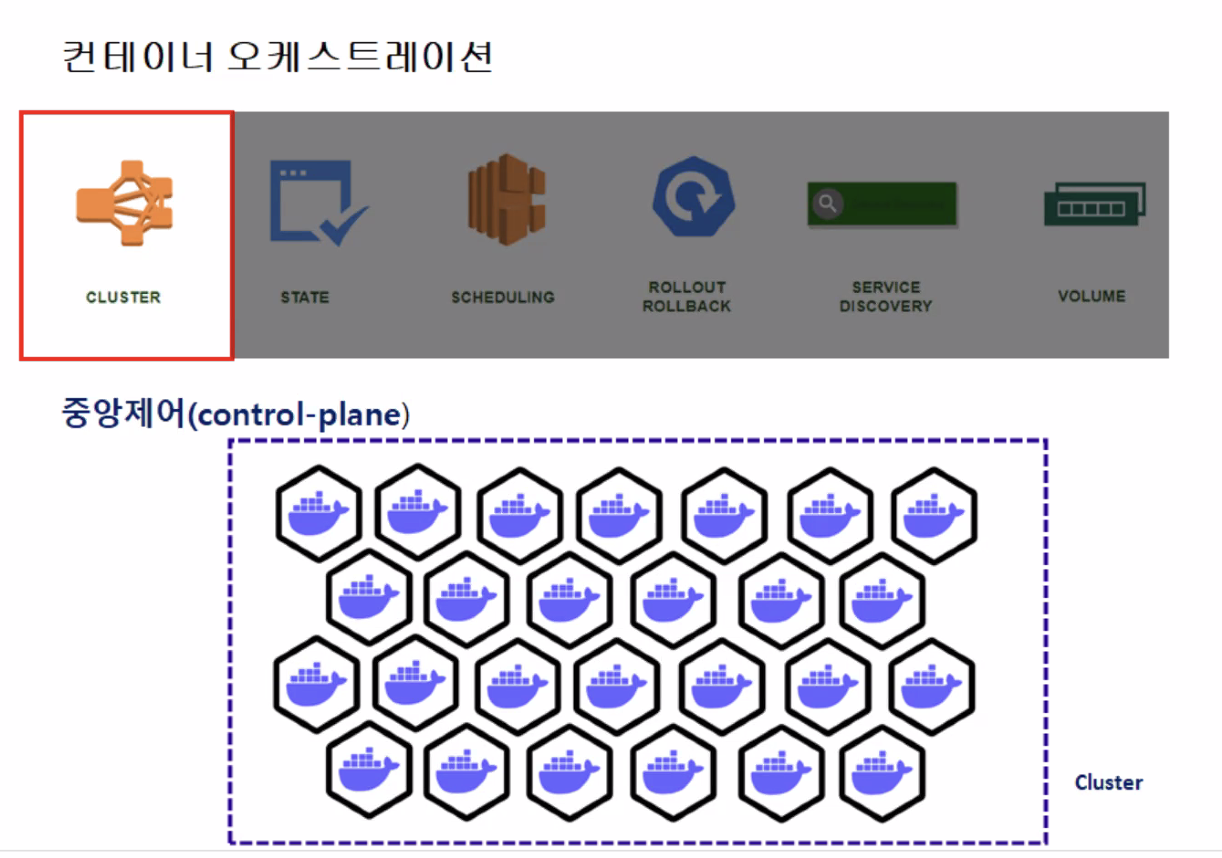 컨테이너 오케스트레이션
CLUSTER
STATE
SCHEDULING
ROLLOUT
ROLLBACK
SERVICE
DISCOVERY
VOLUME
중앙제어(control-plane)
Cluster